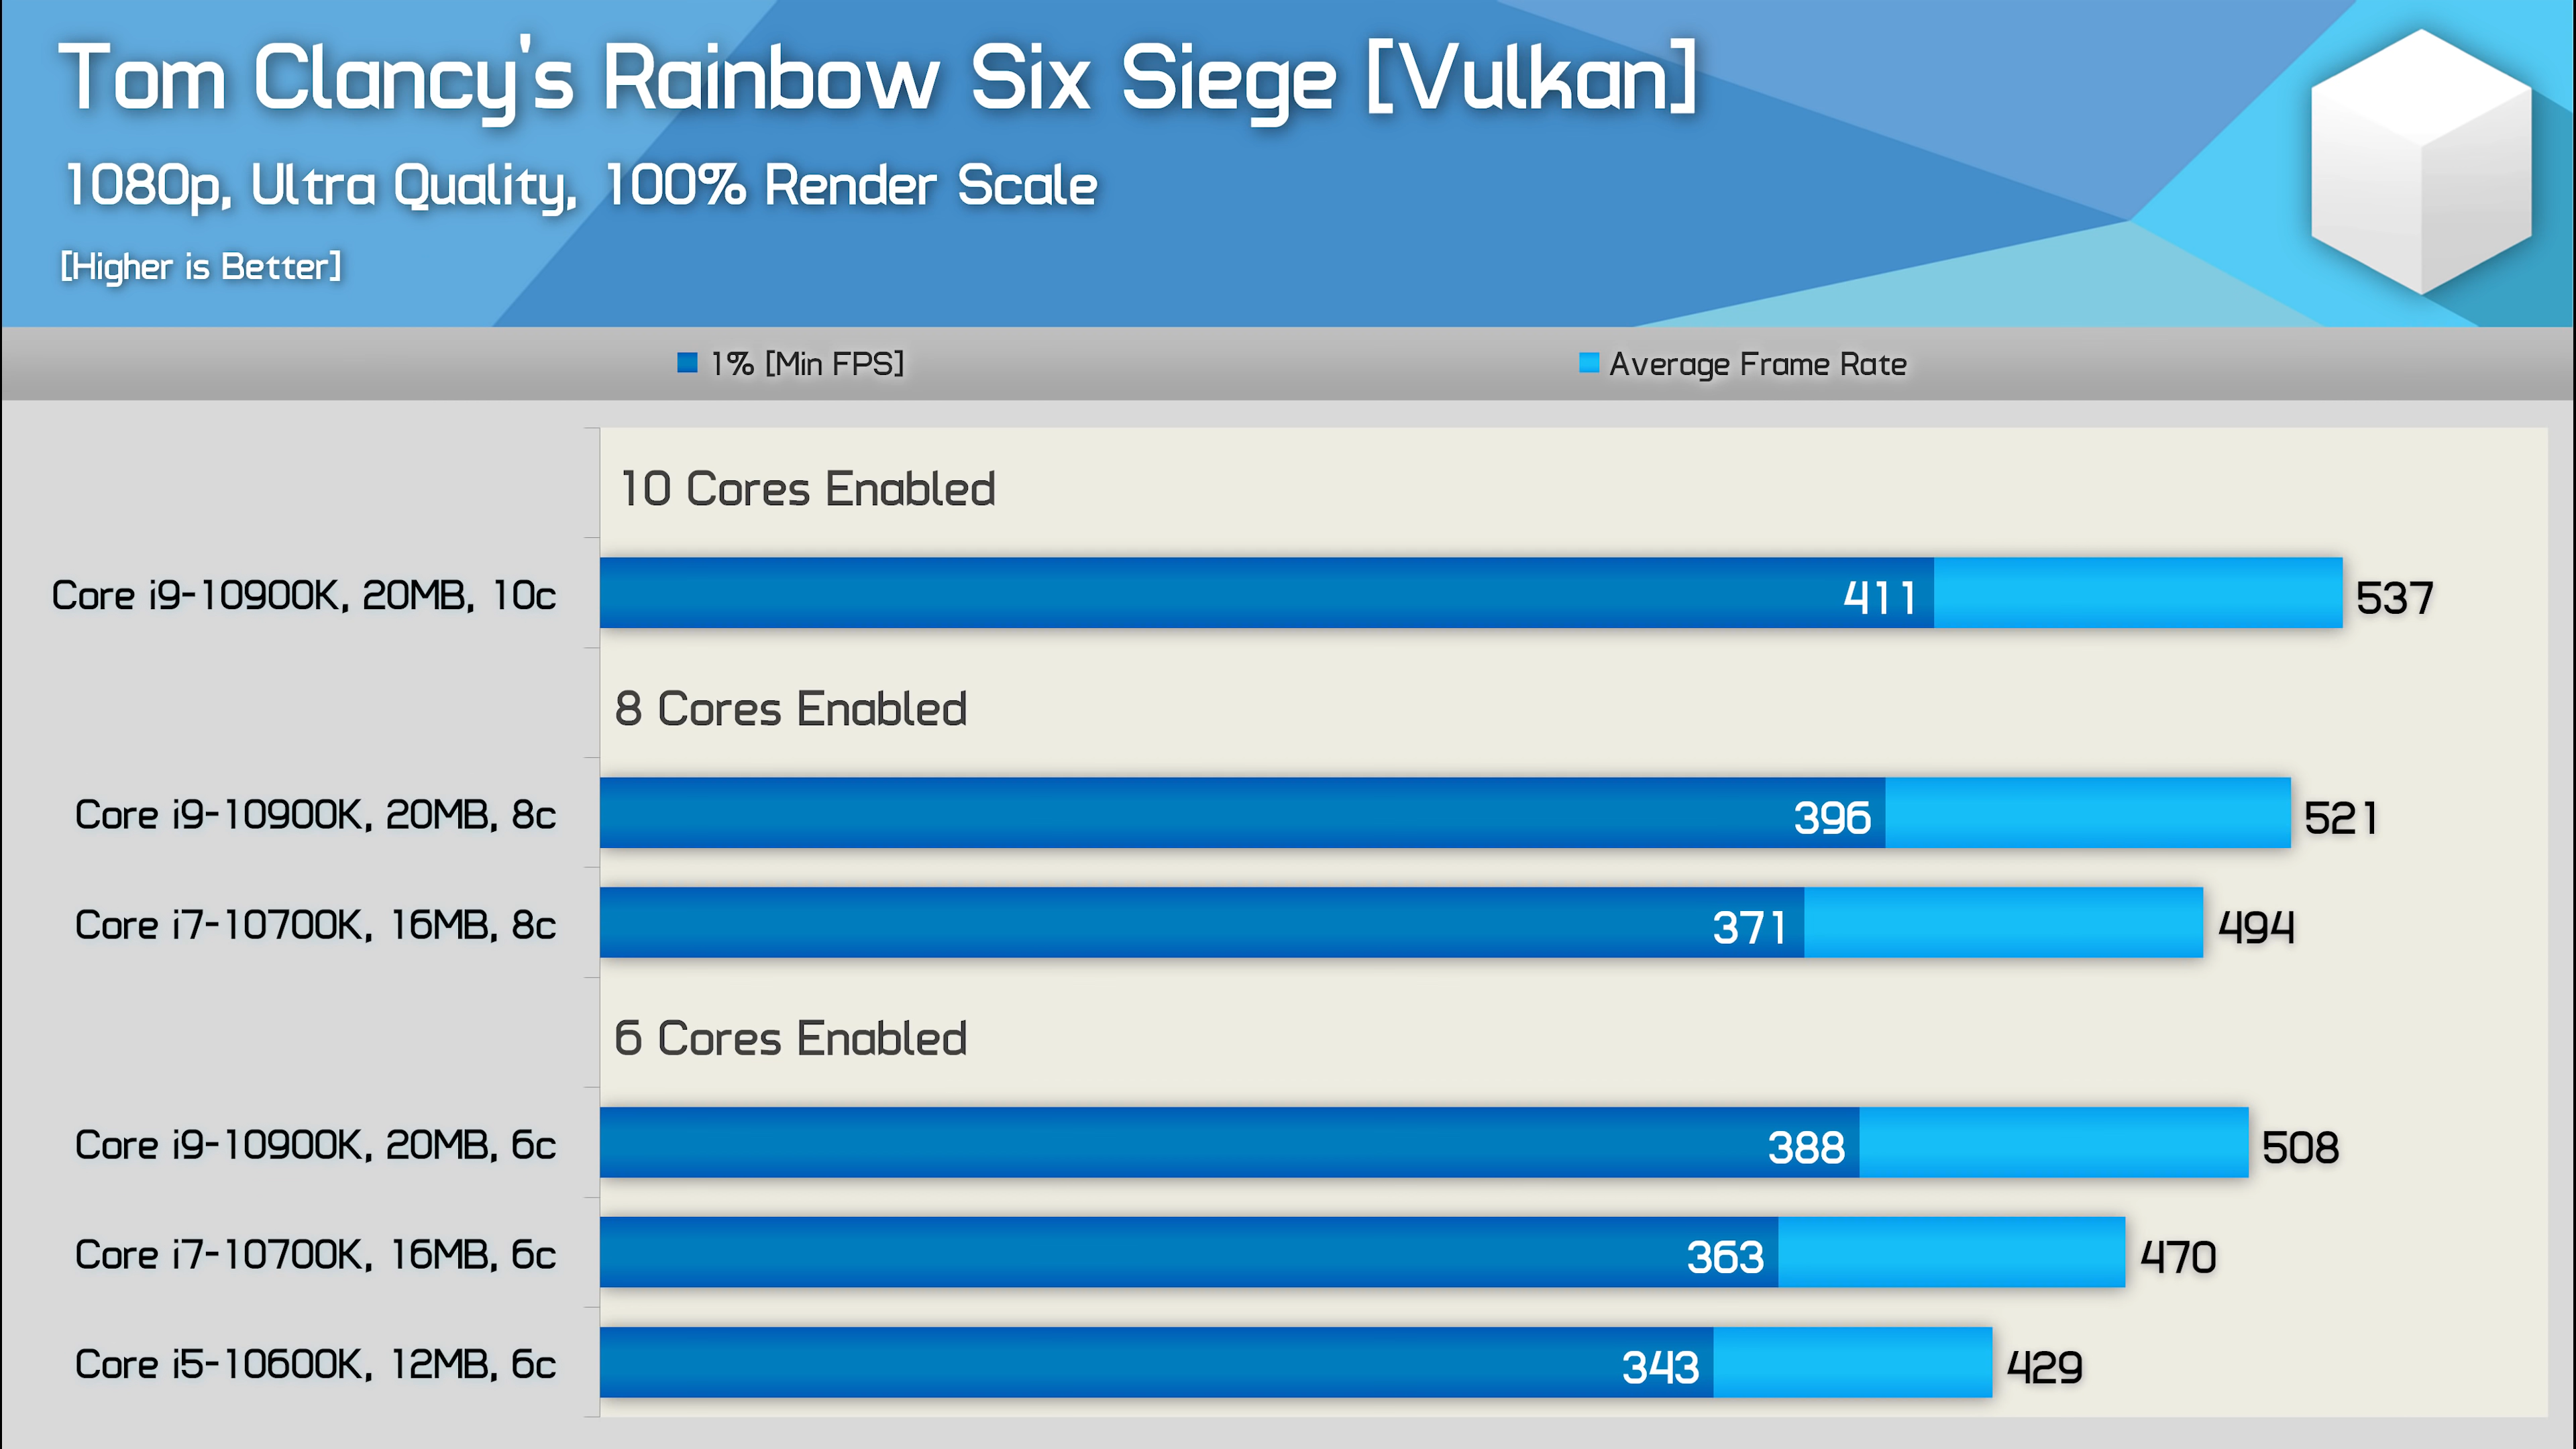 Tom Clancy's Rainbow Six Siege [Vulkan]
1080p, Ultra Quality, 100% Render Scale
[Higher is Better]
1% [Min FPS] Average Frame Rate
10 Cores Enabled
Core i9-10900K, 20MB, 10c 411 537
8 Cores Enabled
Core i9-10900K, 20MB, 8c 396 521
Core i7-10700K, 16MB, 8c 371 494
6 Cores Enabled
Core i9-10900K, 20MB, 6c 388 508
Core i7-10700K, 16MB, 6c 363 470
Core i5-10600K, 12MB, 6c 343 429